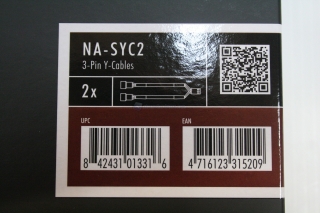 NA-SYC2
3-Pin Y-Cables
2x
UPC
EAN
8 42431 01331 6
4 716123 315209